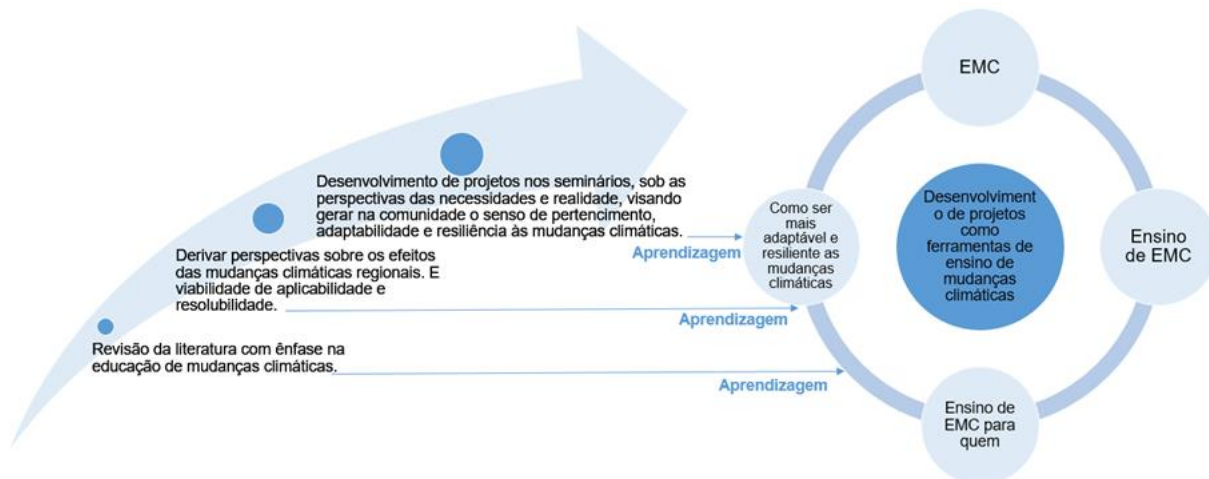 EMC
Desenvolvimento de projetos nos seminários, sob as
perspectivas das necessidades e realidade, visando
gerar na comunidade o senso de pertencimento,
adaptabilidade e resiliência às mudanças climáticas.
Aprendizagem
Derivar perspectivas sobre os efeitos
das mudanças climáticas regionais. E
viabilidade de aplicabilidade e
resolubilidade.
Aprendizagem
Revisão da literatura com ênfase na
educação de mudanças climáticas.
Aprendizagem
Como ser
mais
adaptável e
resiliente as
mudanças
climáticas
Desenvolviment
o de projetos
como
ferramentas de
ensino de
mudanças
climáticas
Ensino
de EMC
Ensino de
EMC para
quem